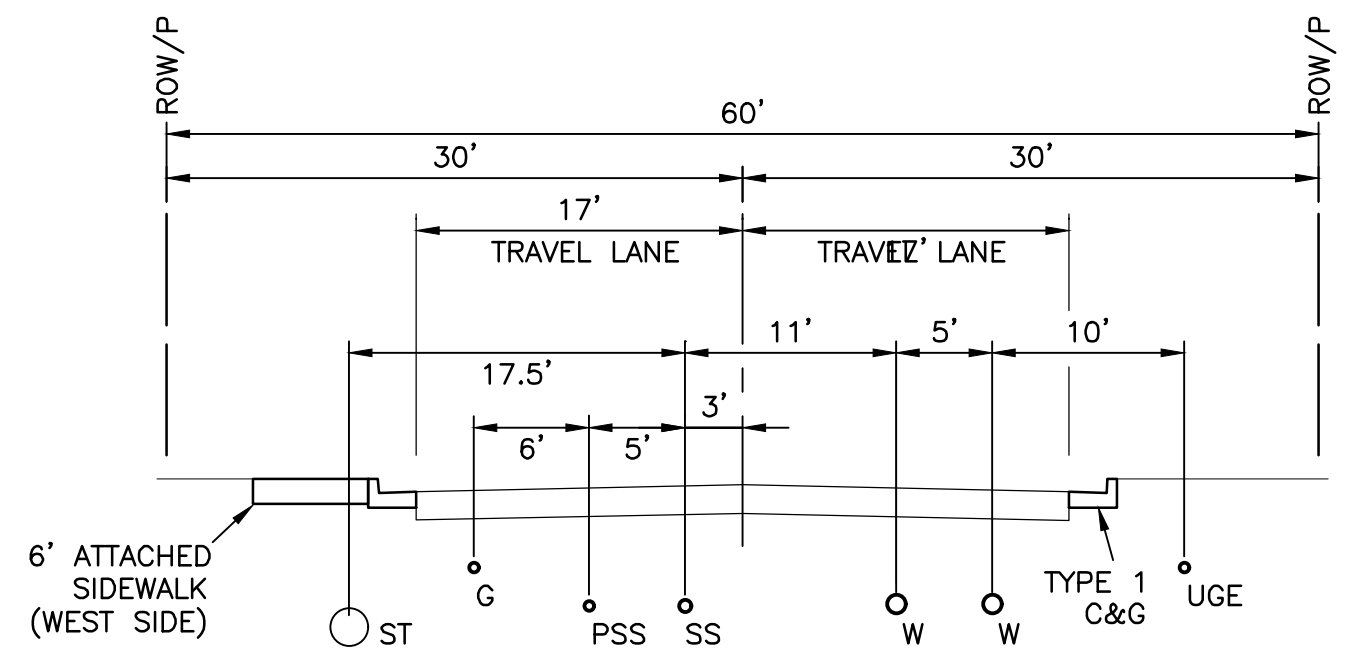 ROW/P
ROW/P
60'
30'
30'
17'
TRAVEL LANE
17'
TRAVEL LANE
11'
5'
10'
17.5'
3'
6'
5'
6' ATTACHED
SIDEWALK
(WEST SIDE)
ST
G
PSS
SS
W
W
TYPE 1
C&G
UGE